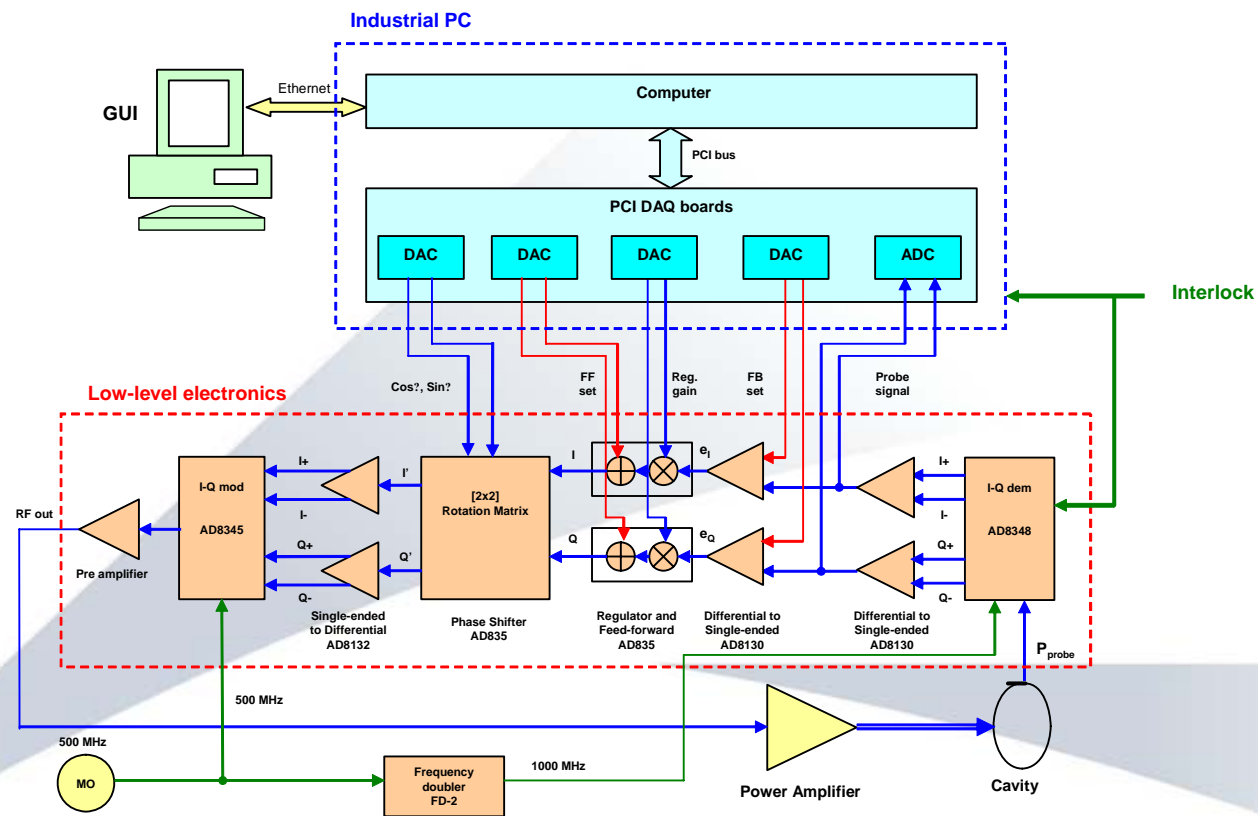 Industrial PC
Ethernet
GUI
Computer
PCI bus
PCI DAQ boards
DAC
DAC
DAC
DAC
ADC
Interlock
Low-level electronics
Cos?, Sin?
FF
set
Reg.
gain
FB
set
Probe
signal
RF out
Pre amplifier
I-Q mod
AD8345
I+
I-
Q+
Q-
I’
Q’
Single-ended
to Differential
AD8132
[2x2]
Rotation Matrix
Phase Shifter
AD835
I
Q
Regulator and
Feed-forward
AD835
eI
eQ
Differential to
Single-ended
AD8130
Differential to
Single-ended
AD8130
I+
I-
Q+
Q-
I-Q dem
AD8348
Pprobe
500 MHz
500 MHz
MO
Frequency
doubler
FD-2
1000 MHz
Power Amplifier
Cavity